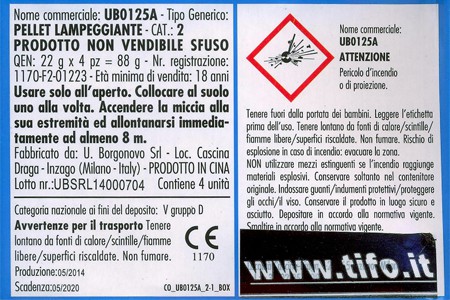 Nome commerciale: UB0125A - Tipo Generico:
PELLET LAMPEGGIANTE - CAT.: 2
PRODOTTO NON VENDIBILE SFUSO
QEN: 22 g x 4 pz = 88 g - Nr. registrazione:
1170-F2-01223 - Età minima di vendita: 18 anni
Usare solo all'aperto. Collocare al suolo
uno alla volta. Accendere la miccia alla
sua estremità ed allontanarsi immedia-
tamente ad almeno 8 m.
Fabbricato da: U. Borgonovo Srl - Loc. Cascina
Draga - Inzago (Milano - Italy) - PRODOTTO IN CINA
Lotto nr.: UBSRL14000704 Contiene 4 unità
Categoria nazionale ai fini del deposito: V gruppo D
Avvertenze per il trasporto Tenere
lontano da fonti di calore/scintille/fiamme
libere/superfici riscaldate. Non fumare.
Produzione: 05/2014
Scadenza: 05/2020
CE
1170
CO_UB0125A_2-1_BOX
Nome commerciale:
UB0125A
ATTENZIONE
Pericolo d'incendio
o di proiezione.
Tenere fuori dalla portata dei bambini. Leggere l'etichetta
prima dell'uso. Tenere lontano da fonti di calore/scintille/
fiamme libere/superfici riscaldate. Non fumare. Rischio di
esplosione in caso di incendio: evacuare la zona.
NON utilizzare mezzi estinguenti se l'incendio raggiunge
materiali esplosivi. Conservare soltanto nel contenitore
originale. Indossare guanti/indumenti protettivi/proteggere
gli occhi/il viso. Conservare il prodotto in luogo sicuro e
asciutto. Depositare in accordo alla normativa vigente.
Smaltire in accordo alla normativa vigente.
www.tifo.it